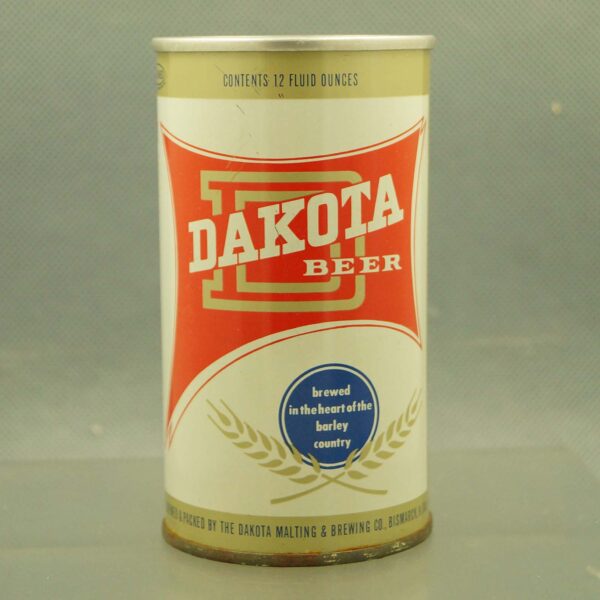 CONTENTS 12 FLUID OUNCES
D
DAKOTA
BEER
brewed
in the heart of the
barley
country
& PACKED BY THE DAKOTA MALTING & BREWING CO., BISMARCK, N.